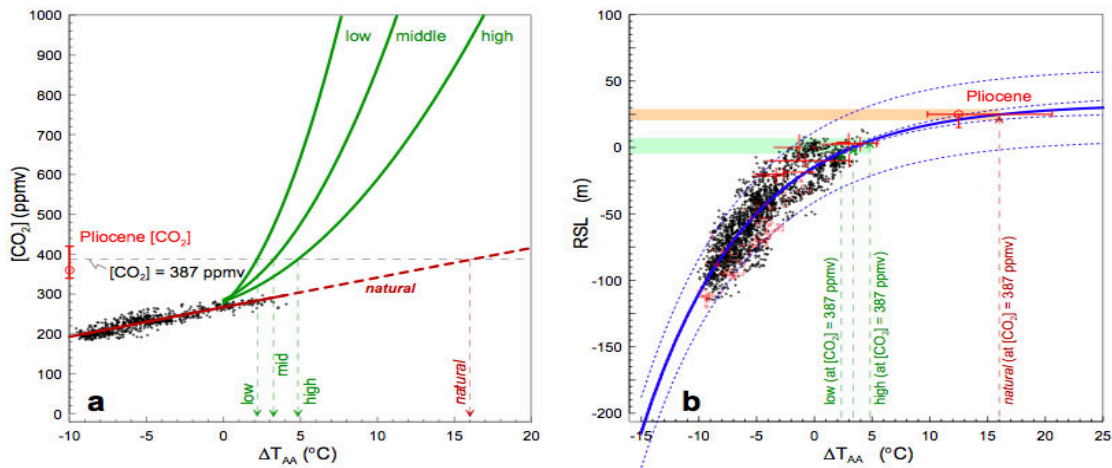 1000
900
800
700
600
500
400
300
200
100
0
[CO₂] (ppmv)
low
middle
high
Pliocene [CO₂]
[CO₂] = 387 ppmv
natural
low
mid
high
natural
a
-10
-5
0
5
10
15
20
ΔT_AA (°C)
100
50
0
-50
-100
-150
-200
RSL (m)
Pliocene
low (at [CO₂] = 387 ppmv)
high (at [CO₂] = 387 ppmv)
natural (at [CO₂] = 387 ppmv)
b
-15
-10
-5
0
5
10
15
20
25
ΔT_AA (°C)